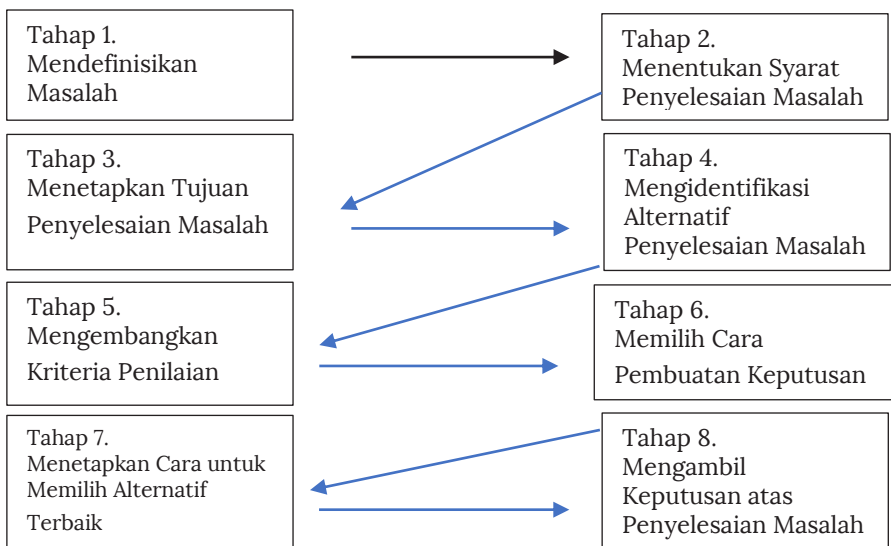 Tahap 1.
Mendefinisikan
Masalah
Tahap 2.
Menentukan Syarat
Penyelesaian Masalah
Tahap 3.
Menetapkan Tujuan
Penyelesaian Masalah
Tahap 4.
Mengidentifikasi
Alternatif
Penyelesaian Masalah
Tahap 5.
Mengembangkan
Kriteria Penilaian
Tahap 6.
Memilih Cara
Pembuatan Keputusan
Tahap 7.
Menetapkan Cara untuk
Memilih Alternatif
Terbaik
Tahap 8.
Mengambil
Keputusan atas
Penyelesaian Masalah